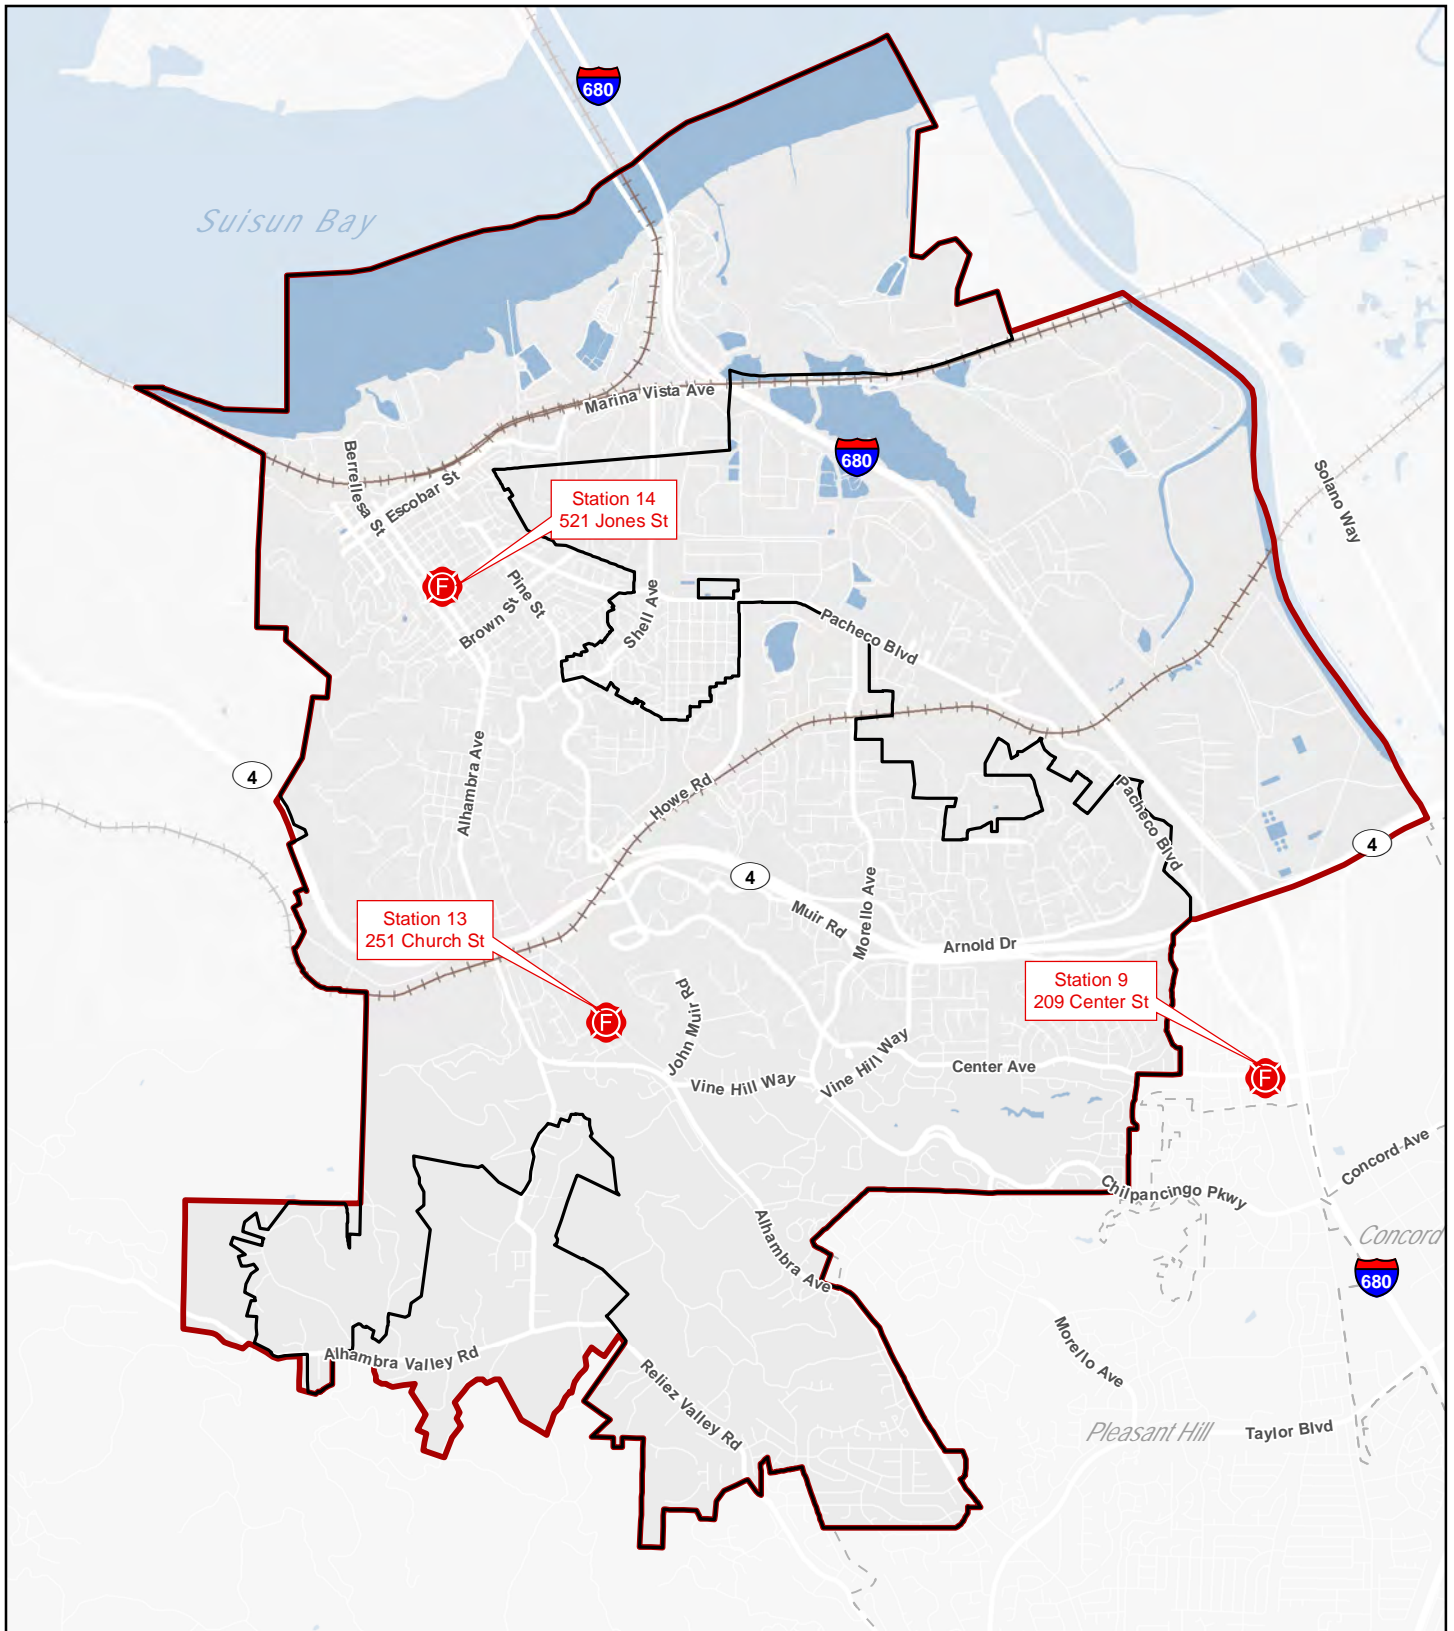 680
Suisun Bay
Marina Vista Ave
680
Berrellesa St
Escobar St
Solano Way
Station 14
521 Jones St
F
Pine St
Brown St
Shell Ave
Pacheco Blvd
4
Alhambra Ave
Howe Rd
Pacheco Blvd
4
4
Muir Rd
Morello Ave
Station 13
251 Church St
Arnold Dr
Station 9
209 Center St
John Muir Rd
F
Vine Hill Way
Vine Hill Way
Center Ave
F
Concord Ave
Chilpancingo Pkwy
Alhambra Ave
Concord
680
Alhambra Valley Rd
Morello Ave
Reliez Valley Rd
Pleasant Hill
Taylor Blvd